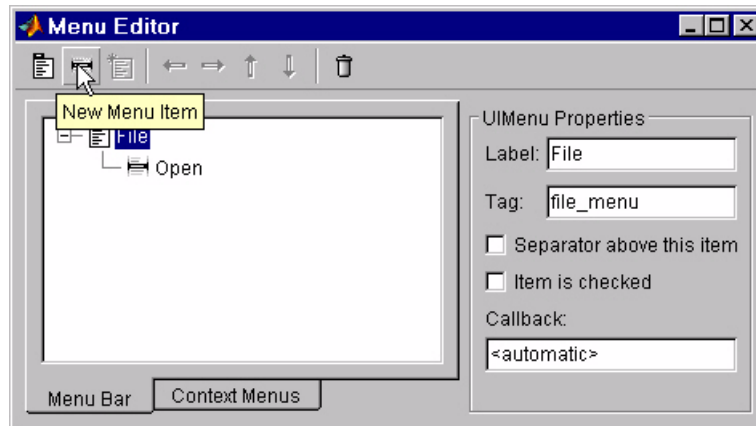 Menu Editor
New Menu Item
File
Open
Menu Bar
Context Menus
UIMenu Properties
Label: File
Tag: file_menu
Separator above this item
Item is checked
Callback:
<automatic>